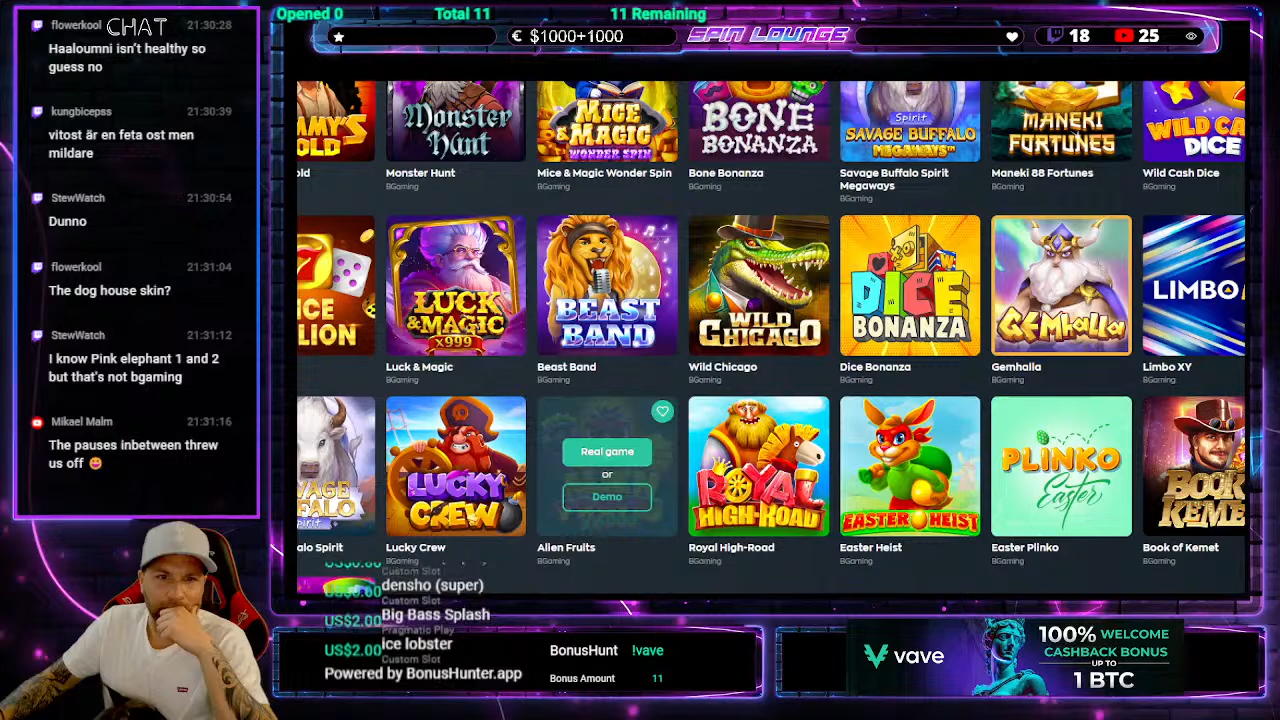 Opened 0 Total 11 11 Remaining
€ $1000+1000 SPIN LOUNGE 18 25
CHAT
flowerkool 21:30:28
Haaloumni isn't healthy so
guess no
kungbicepss 21:30:39
vitost är en feta ost men
mildare
StewWatch 21:30:54
Dunno
flowerkool 21:31:04
The dog house skin?
StewWatch 21:31:12
I know Pink elephant 1 and 2
but that's not bgaming
Mikael Malm 21:31:16
The pauses inbetween threw
us off
Monster
Hunt
MICE
& MAGIC
WONDER SPIN
BONE
BONANZA
Spirit
SAVAGE BUFFALO
MEGAWAYS™
MANEKI
FORTUNES
WILD CA
DICE
Monster Hunt
BGaming
Mice & Magic Wonder Spin
BGaming
Bone Bonanza
BGaming
Savage Buffalo Spirit
Megaways
BGaming
Maneki 88 Fortunes
BGaming
Wild Cash Dice
BGaming
LUCK
& MAGIC
x999
BEAST
BAND
WILD
CHICAGO
DICE
BONANZA
GEMHALLA
LIMBO
Luck & Magic
BGaming
Beast Band
BGaming
Wild Chicago
BGaming
Dice Bonanza
BGaming
Gemhalla
BGaming
Limbo XY
BGaming
LUCKY
CREW
Real game
or
Demo
ROYAL
HIGH-ROAD
EASTER HEIST
PLINKO
Easter
BOOK
KEME
alo Spirit
Lucky Crew
BGaming
Alien Fruits
BGaming
Royal High-Road
BGaming
Easter Heist
BGaming
Easter Plinko
BGaming
Book of Kemet
BGaming
Custom Slot
densho (super)
Custom Slot
US$2.00 Big Bass Splash
Pragmatic Play
US$2.00 ice lobster
Custom Slot
Powered by BonusHunter.app
BonusHunt !vave
Bonus Amount 11
vave
100% WELCOME
CASHBACK BONUS
UP TO
1 BTC